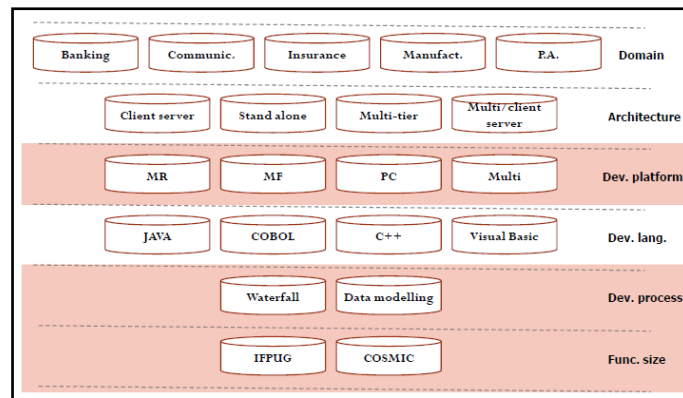 Banking Communic. Insurance Manufact. P.A. Domain
Client server Stand alone Multi-tier Multi/client server Architecture
MR MF PC Multi Dev. platform
JAVA COBOL C++ Visual Basic Dev. lang.
Waterfall Data modelling Dev. process
IFPUG COSMIC Func. size